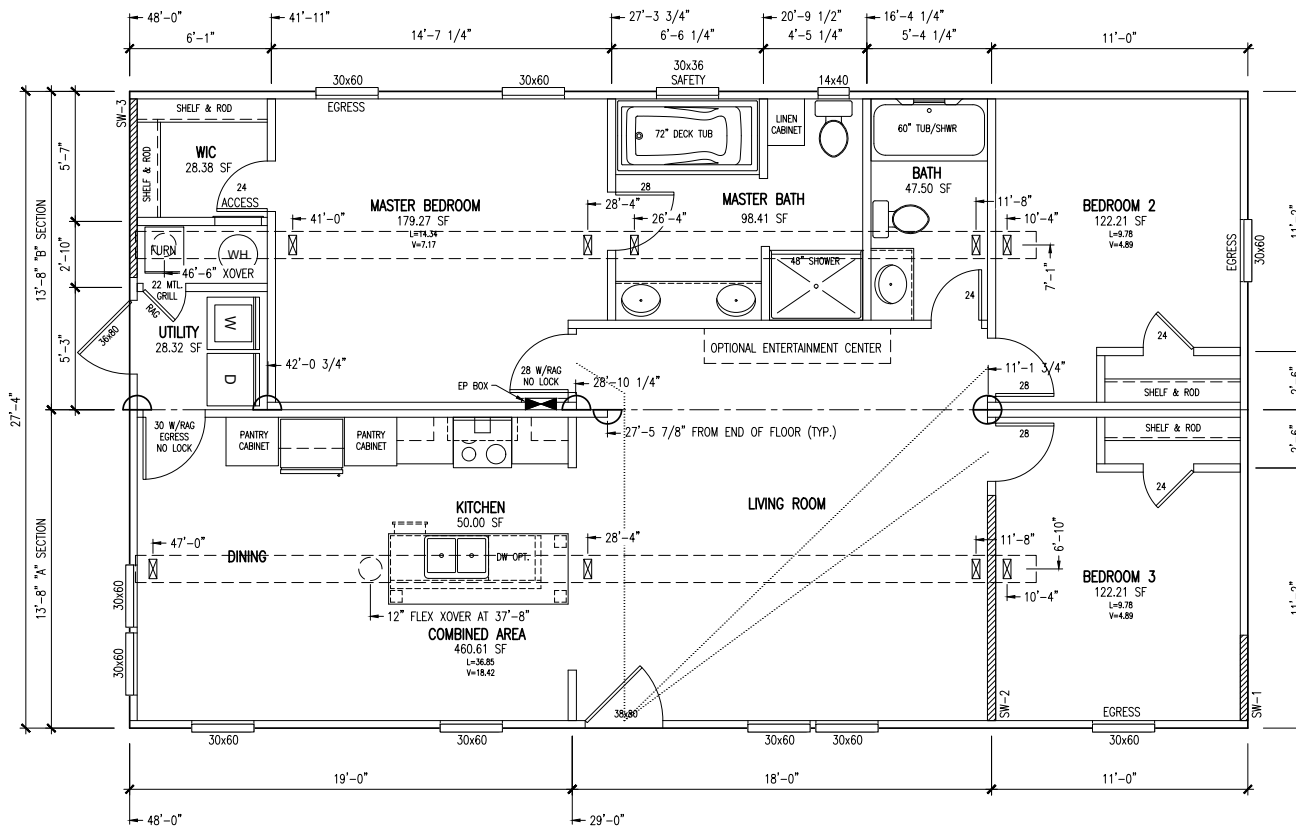 48'-0"
41'-11"
27'-3 3/4"
20'-9 1/2"
16'-4 1/4"
6'-1"
14'-7 1/4"
6'-6 1/4"
4'-5 1/4"
5'-4 1/4"
11'-0"
30x60
EGRESS
30x60
30x36
SAFETY
14x40
SW-3
SHELF & ROD
SHELF & ROD
WIC
28.38 SF
24
ACCESS
72" DECK TUB
LINEN
CABINET
60" TUB/SHWR
BATH
47.50 SF
28
MASTER BEDROOM
179.27 SF
L=14.34
V=7.17
MASTER BATH
98.41 SF
BEDROOM 2
122.21 SF
L=9.78
V=4.89
EGRESS
30x60
11'-2"
5'-7"
2'-10"
5'-3"
13'-8" "B" SECTION
27'-4"
41'-0"
28'-4"
26'-4"
11'-8"
10'-4"
7'-1"
FURN
WH
46'-6" XOVER
22 MTL.
GRILL
RAG
48" SHOWER
24
36x80
UTILITY
28.32 SF
W
D
42'-0 3/4"
OPTIONAL ENTERTAINMENT CENTER
24
28 W/RAG
NO LOCK
EP BOX
28'-10 1/4"
11'-1 3/4"
28
SHELF & ROD
2'-6"
30 W/RAG
EGRESS
NO LOCK
PANTRY
CABINET
PANTRY
CABINET
27'-5 7/8" FROM END OF FLOOR (TYP.)
28
SHELF & ROD
2'-6"
24
KITCHEN
50.00 SF
LIVING ROOM
13'-8" "A" SECTION
47'-0"
DINING
DW OPT.
28'-4"
11'-8"
6'-10"
10'-4"
BEDROOM 3
122.21 SF
L=9.78
V=4.89
11'-2"
30x60
30x60
12" FLEX XOVER AT 37'-8"
COMBINED AREA
460.61 SF
L=36.85
V=18.42
38x80
SW-2
EGRESS
SW-1
30x60
30x60
30x60
30x60
30x60
19'-0"
18'-0"
11'-0"
48'-0"
29'-0"